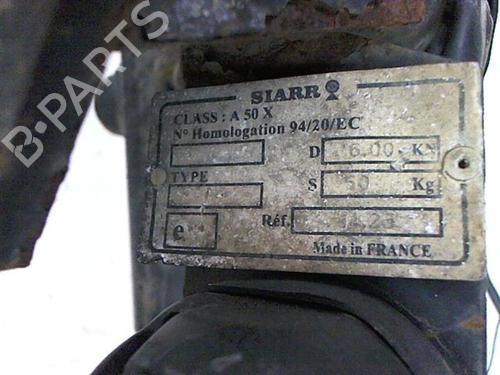 B-PARTS
SIARR
CLASS : A 50 X
N° Homologation 94/20/EC
D 6.00 KN
TYPE
S 50 Kg
e
Réf.
Made in FRANCE